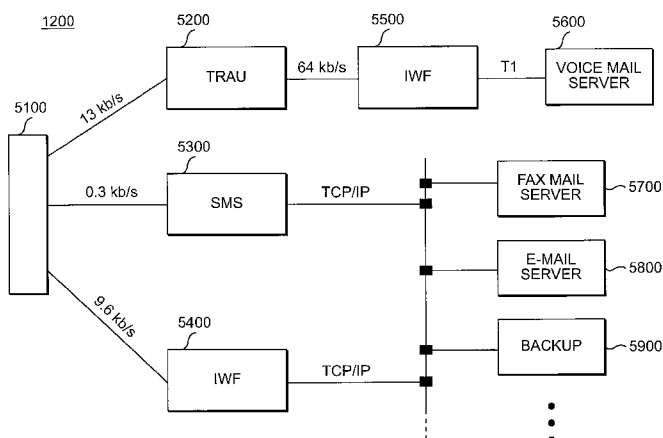 1200
5200
5500
5600
TRAU
64 kb/s
IWF
T1
VOICE MAIL
SERVER
5100
13 kb/s
5300
0.3 kb/s
SMS
TCP/IP
FAX MAIL
SERVER
5700
E-MAIL
SERVER
5800
9.6 kb/s
5400
IWF
TCP/IP
BACKUP
5900